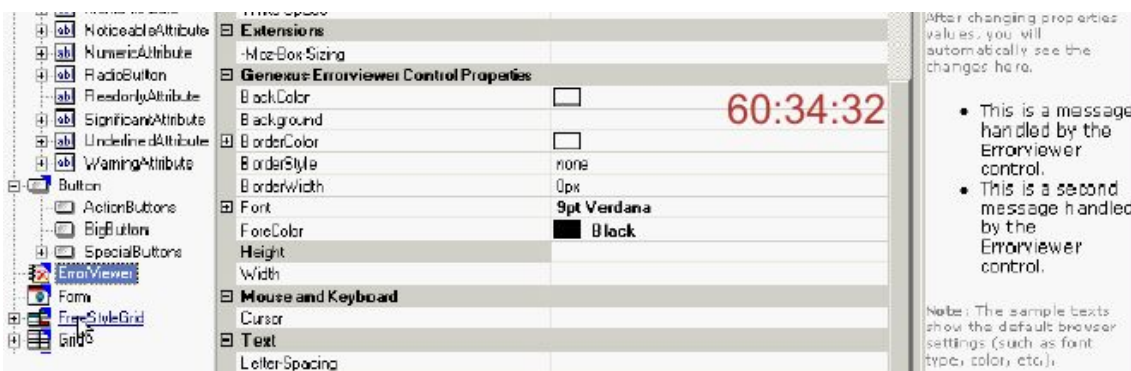 NoticeableAttribute
NumericAttribute
RadioButton
ReadonlyAttribute
SignificantAttribute
UnderlinedAttribute
WarningAttribute
Button
ActionButtons
BigButton
SpecialButtons
ErrorViewer
Form
FreeStyleGrid
Grid
Extensions
-Moz-Box-Sizing
Genexus Errorviewer Control Properties
BackColor
Background
BorderColor
BorderStyle none
BorderWidth 0px
Font 9pt Verdana
ForeColor Black
Height
Width
Mouse and Keyboard
Cursor
Text
Letter-Spacing
60:34:32
After changing properties
values, you will
automatically see the
changes here.
• This is a message
handled by the
Errorviewer
control.
• This is a second
message handled
by the
Errorviewer
control.
Note: The sample texts
show the default browser
settings (such as font
type, color, etc.).